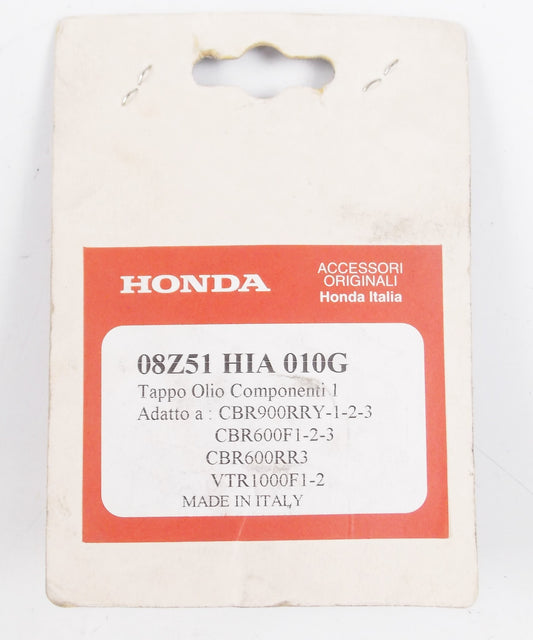 HONDA
ACCESSORI
ORIGINALI
Honda Italia
08Z51 HIA 010G
Tappo Olio Componenti 1
Adatto a : CBR900RRY-1-2-3
CBR600F1-2-3
CBR600RR3
VTR1000F1-2
MADE IN ITALY